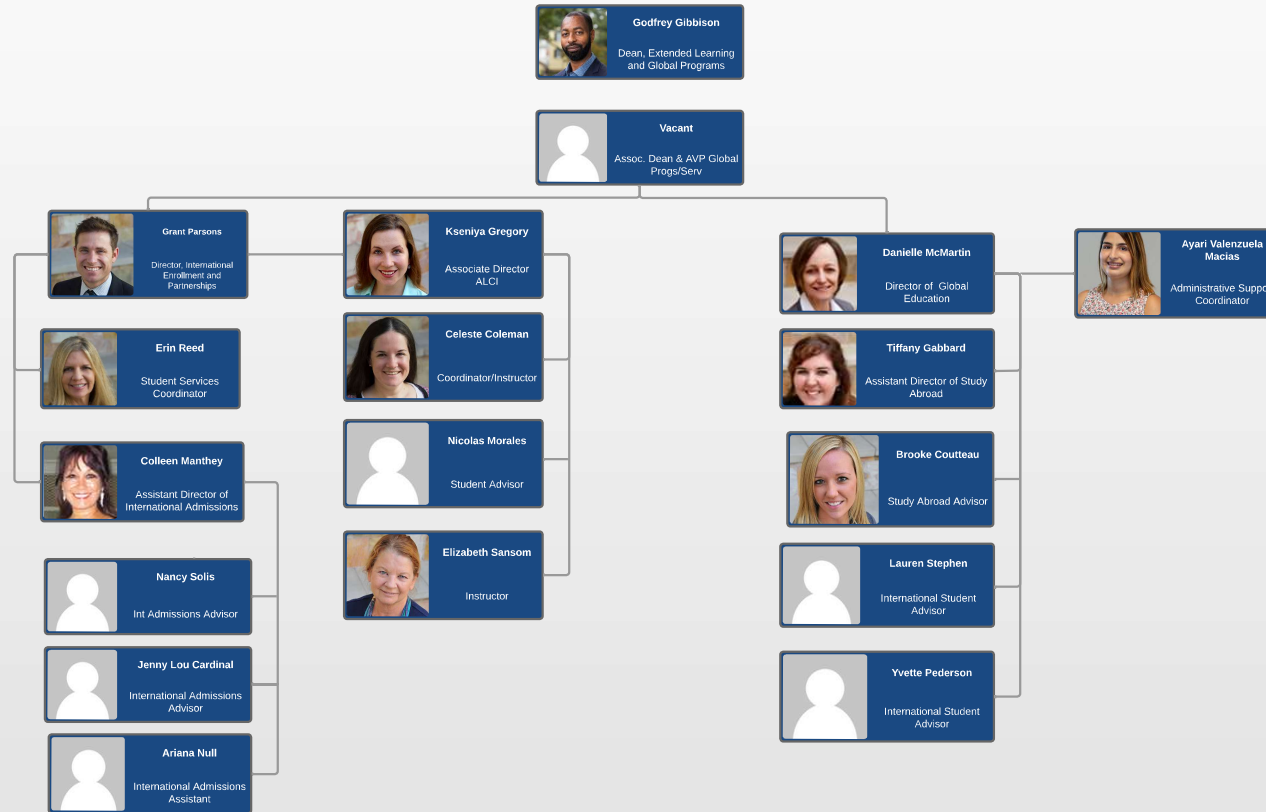 Godfrey Gibbison
Dean, Extended Learning
and Global Programs
Vacant
Assoc. Dean & AVP Global
Progs/Serv
Grant Parsons
Director, International
Enrollment and
Partnerships
Kseniya Gregory
Associate Director
ALCI
Danielle McMartin
Director of Global
Education
Ayari Valenzuela
Macias
Administrative Suppo
Coordinator
Erin Reed
Student Services
Coordinator
Celeste Coleman
Coordinator/Instructor
Tiffany Gabbard
Assistant Director of Study
Abroad
Colleen Manthey
Assistant Director of
International Admissions
Nicolas Morales
Student Advisor
Brooke Coutteau
Study Abroad Advisor
Nancy Solis
Int Admissions Advisor
Elizabeth Sansom
Instructor
Lauren Stephen
International Student
Advisor
Jenny Lou Cardinal
International Admissions
Advisor
Yvette Pederson
International Student
Advisor
Ariana Null
International Admissions
Assistant